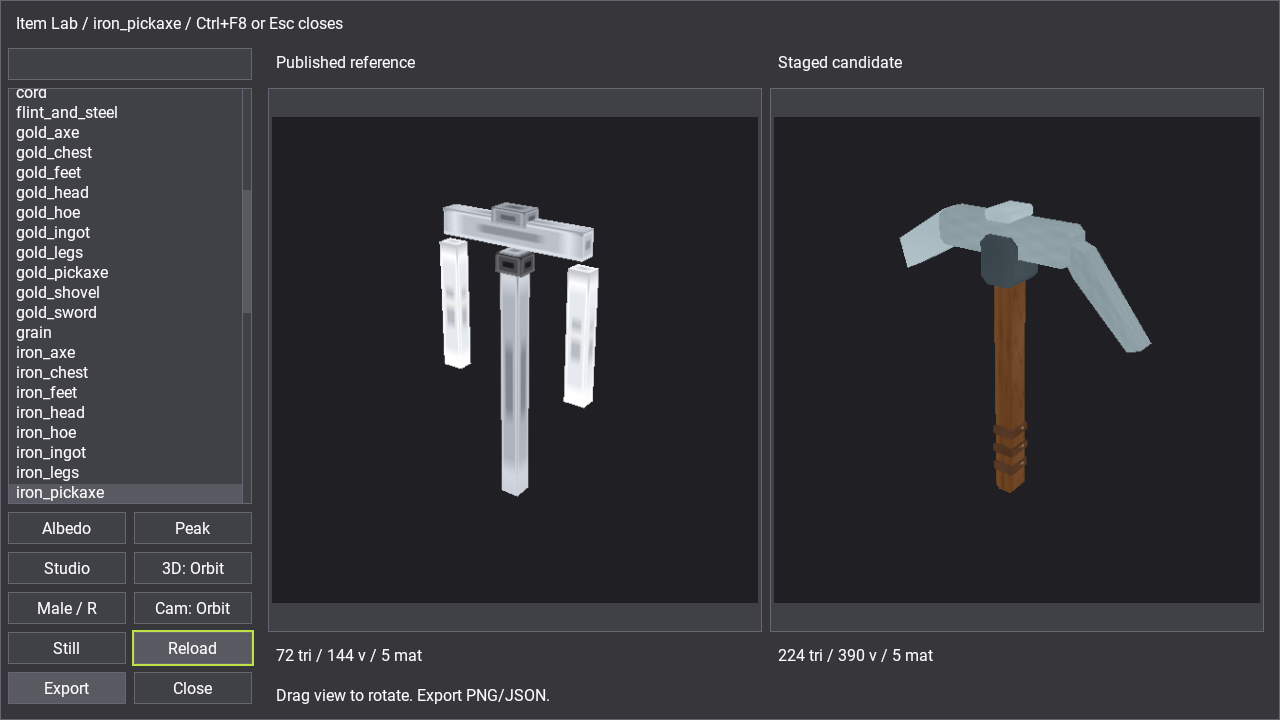 Item Lab / iron_pickaxe / Ctrl+F8 or Esc closes
Published reference
Staged candidate
cord
flint_and_steel
gold_axe
gold_chest
gold_feet
gold_head
gold_hoe
gold_ingot
gold_legs
gold_pickaxe
gold_shovel
gold_sword
grain
iron_axe
iron_chest
iron_feet
iron_head
iron_hoe
iron_ingot
iron_legs
iron_pickaxe
Albedo
Peak
Studio
3D: Orbit
Male / R
Cam: Orbit
Still
Reload
Export
Close
72 tri / 144 v / 5 mat
224 tri / 390 v / 5 mat
Drag view to rotate. Export PNG/JSON.